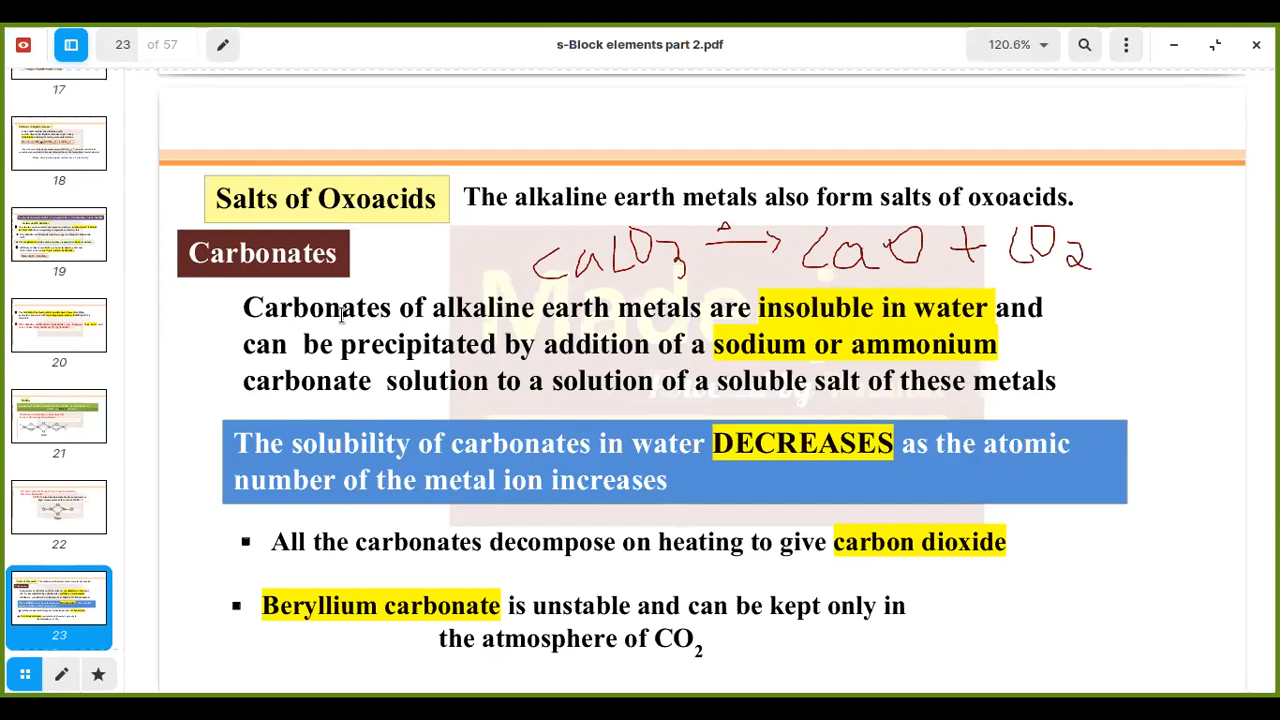 23 of 57
s-Block elements part 2.pdf
120.6%
17
18
19
20
21
22
23
Salts of Oxoacids
The alkaline earth metals also form salts of oxoacids.
Carbonates
CaCO3 Δ→ CaO + CO2
Carbonates of alkaline earth metals are insoluble in water and
can be precipitated by addition of a sodium or ammonium
carbonate solution to a solution of a soluble salt of these metals
The solubility of carbonates in water DECREASES as the atomic
number of the metal ion increases
▪ All the carbonates decompose on heating to give carbon dioxide
▪ Beryllium carbonate is unstable and can be kept only in
the atmosphere of CO2